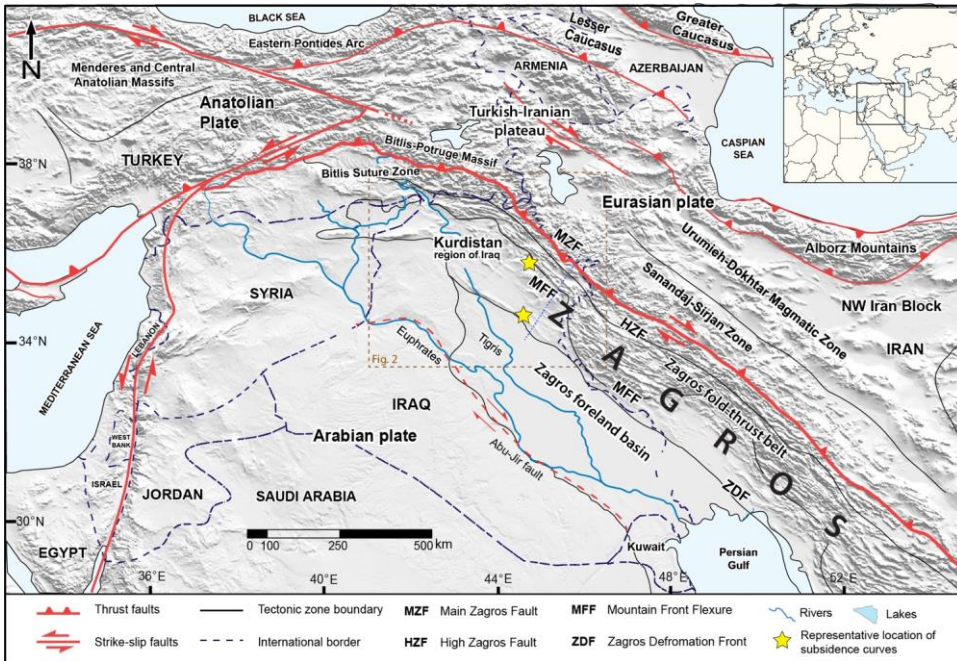 BLACK SEA
Eastern Pontides Arc
Lesser
Caucasus
Greater
Caucasus
N
Menderes and Central
Anatolian Massifs
ARMENIA
AZERBAIJAN
Anatolian
Plate
Turkish-Iranian
plateau
CASPIAN
SEA
38°N
TURKEY
Bitlis-Potruge Massif
Bitlis Suture Zone
Eurasian plate
MZF
Kurdistan
region of Iraq
Urumieh-Dokhtar Magmatic Zone
Alborz Mountains
Sanandaj-Sirjan Zone
NW Iran Block
MFF
SYRIA
Z A G R O S
HZF
IRAN
34°N
MEDITERRANEAN SEA
LEBANON
Fig. 2
Euphrates
Tigris
Zagros fold-thrust belt
MFF
Zagros foreland basin
IRAQ
Arabian plate
WEST
BANK
Abu-Jir fault
ISRAEL
JORDAN
SAUDI ARABIA
ZDF
30°N
0 100 250 500 km
EGYPT
Kuwait
Persian
Gulf
36°E
40°E
44°E
48°E
52°E
Thrust faults
Tectonic zone boundary
MZF Main Zagros Fault
MFF Mountain Front Flexure
Rivers
Lakes
Strike-slip faults
International border
HZF High Zagros Fault
ZDF Zagros Defromation Front
Representative location of
subsidence curves